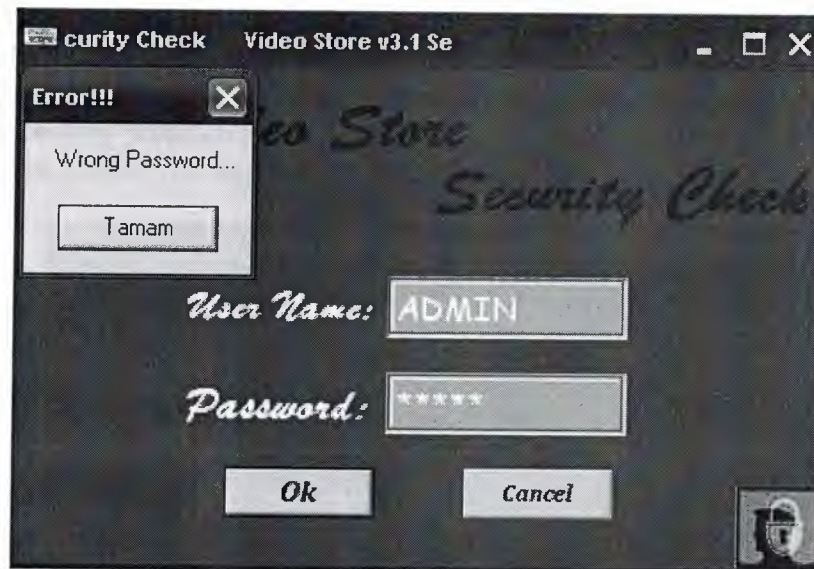 curity Check Video Store v3.1 Se
Error!!!
Wrong Password...
Tamam
eo Store
Security Check
User Name: ADMIN
Password: *****
Ok Cancel